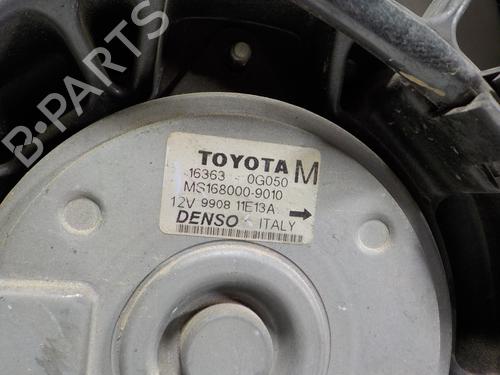 B-PARTS
TOYOTA M
16363 - 0G050
MS168000-9010
12V 9908 11E13A →
DENSO ITALY